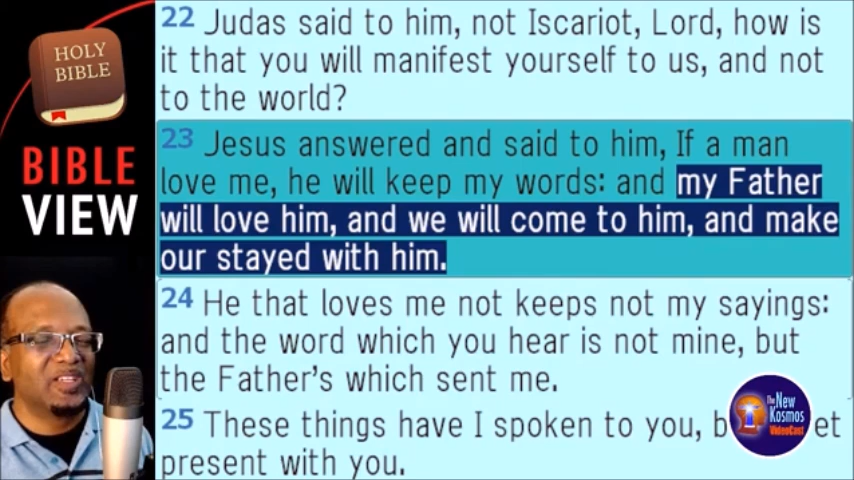 HOLY
BIBLE
BIBLE
VIEW
22 Judas said to him, not Iscariot, Lord, how is
it that you will manifest yourself to us, and not
to the world?
23 Jesus answered and said to him, If a man
love me, he will keep my words: and my Father
will love him, and we will come to him, and make
our stayed with him.
24 He that loves me not keeps not my sayings:
and the word which you hear is not mine, but
the Father's which sent me.
25 These things have I spoken to you, b et
present with you.
The New
Kosmos
VideoCast